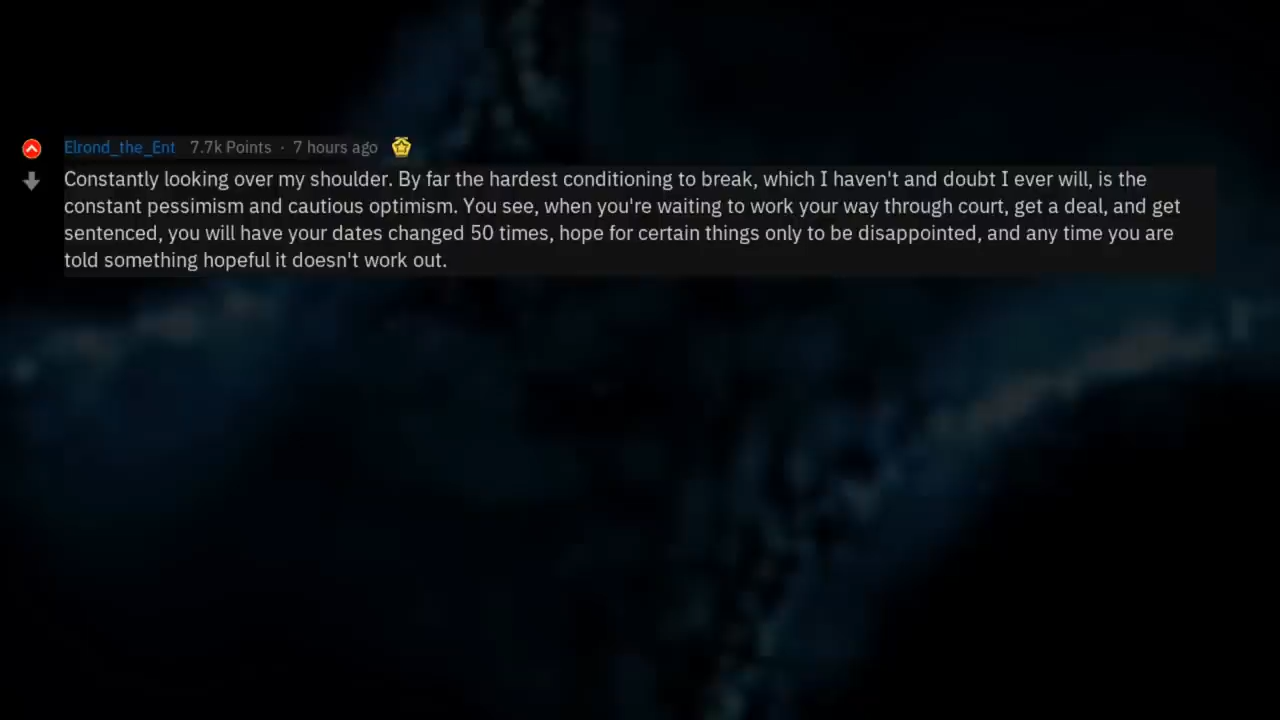 Elrond_the_Ent 7.7k Points · 7 hours ago
Constantly looking over my shoulder. By far the hardest conditioning to break, which I haven't and doubt I ever will, is the
constant pessimism and cautious optimism. You see, when you're waiting to work your way through court, get a deal, and get
sentenced, you will have your dates changed 50 times, hope for certain things only to be disappointed, and any time you are
told something hopeful it doesn't work out.